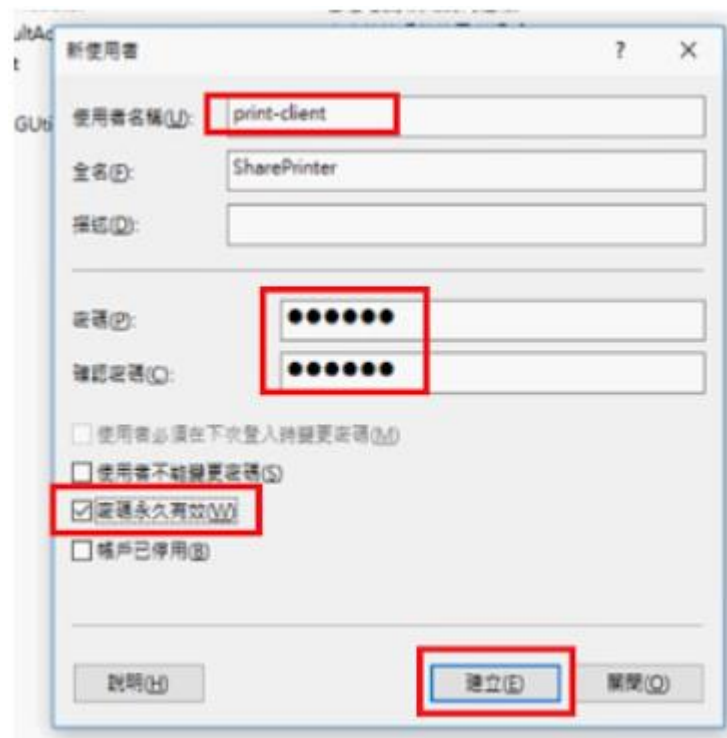 ultAc
t
新使用者 ? ×
GUti
使用者名稱(U): print-client
全名(F): SharePrinter
描述(D):
密碼(P): ●●●●●●
確認密碼(C): ●●●●●●
使用者必須在下次登入時變更密碼(M)
使用者不能變更密碼(S)
密碼永久有效(W)
帳戶已停用(B)
說明(H) 建立(E) 關閉(O)